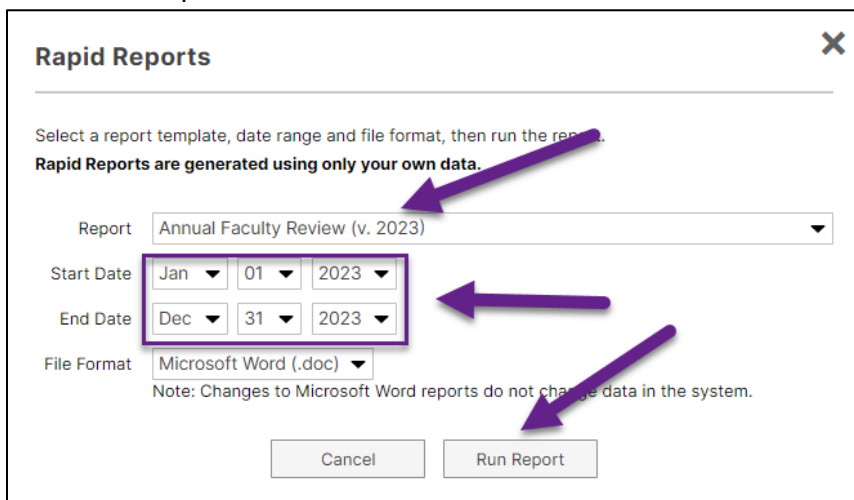 Rapid Reports
Select a report template, date range and file format, then run the report.
Rapid Reports are generated using only your own data.
Report Annual Faculty Review (v. 2023)
Start Date Jan 01 2023
End Date Dec 31 2023
File Format Microsoft Word (.doc)
Note: Changes to Microsoft Word reports do not change data in the system.
Cancel Run Report